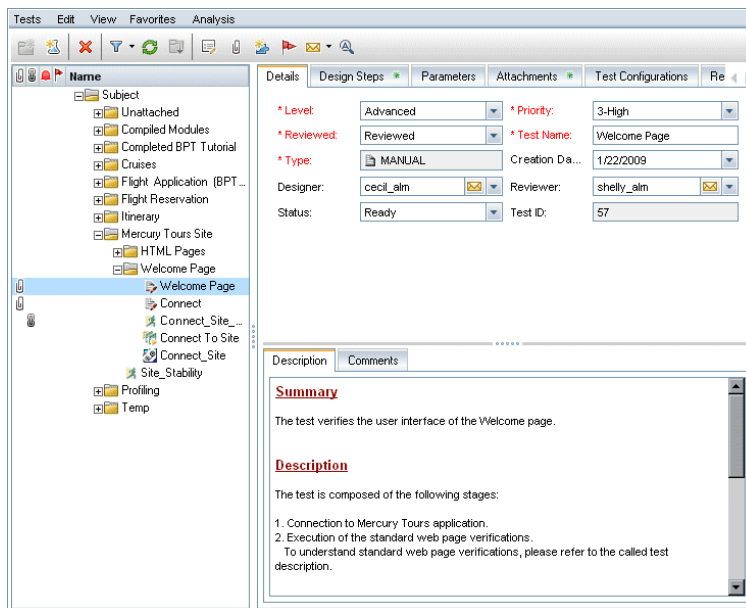 Tests Edit View Favorites Analysis
Name
Subject
Unattached
Compiled Modules
Completed BPT Tutorial
Cruises
Flight Application (BPT...
Flight Reservation
Itinerary
Mercury Tours Site
HTML Pages
Welcome Page
Welcome Page
Connect
Connect_Site_...
Connect To Site
Connect_Site
Site_Stability
Profiling
Temp
Details Design Steps * Parameters Attachments * Test Configurations Re
* Level: Advanced * Priority: 3-High
* Reviewed: Reviewed * Test Name: Welcome Page
* Type: MANUAL Creation Da... 1/22/2009
Designer: cecil_alm Reviewer: shelly_alm
Status: Ready Test ID: 57
Description Comments
Summary
The test verifies the user interface of the Welcome page.
Description
The test is composed of the following stages:
1. Connection to Mercury Tours application.
2. Execution of the standard web page verifications.
To understand standard web page verifications, please refer to the called test
description.